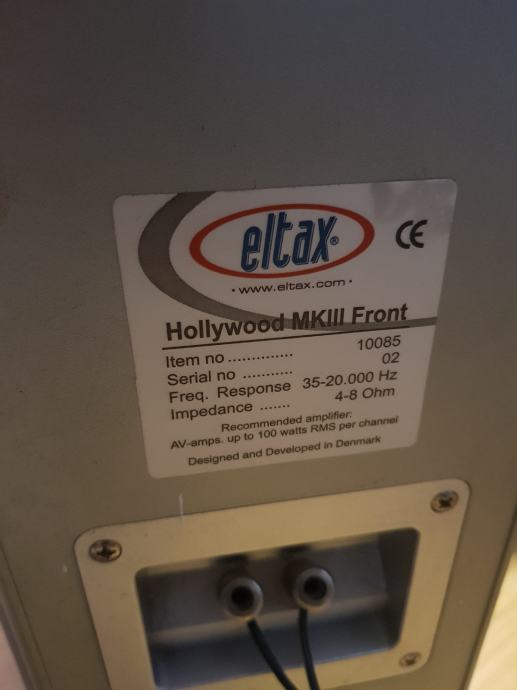 eltax®
CE
• www.eltax.com •
Hollywood MKIII Front
Item no ............... 10085
Serial no ........... 02
Freq. Response 35-20.000 Hz
Impedance ....... 4-8 Ohm
Recommended amplifier:
AV-amps. up to 100 watts RMS per channel
Designed and Developed in Denmark